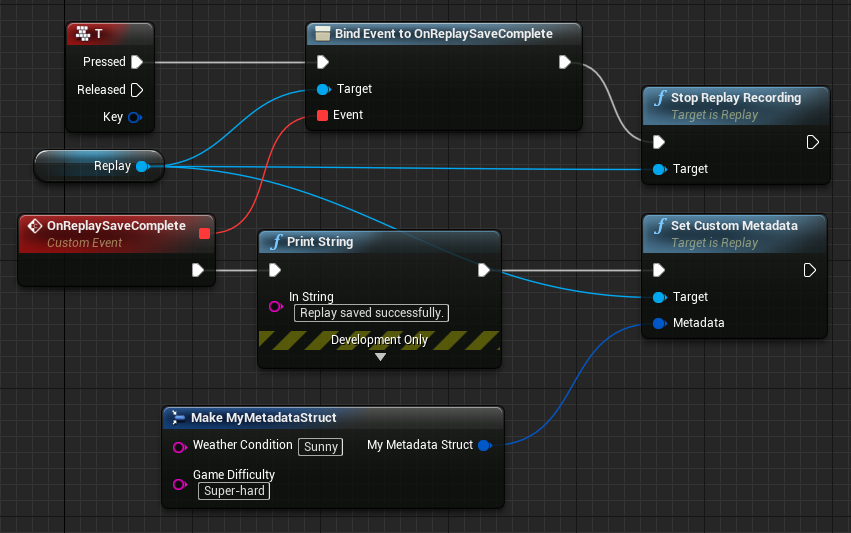 T
Pressed
Released
Key
Bind Event to OnReplaySaveComplete
Target
Event
Stop Replay Recording
Target is Replay
Target
Replay
OnReplaySaveComplete
Custom Event
Print String
In String
Replay saved successfully.
Development Only
Set Custom Metadata
Target is Replay
Target
Metadata
Make MyMetadataStruct
Weather Condition Sunny
My Metadata Struct
Game Difficulty
Super-hard